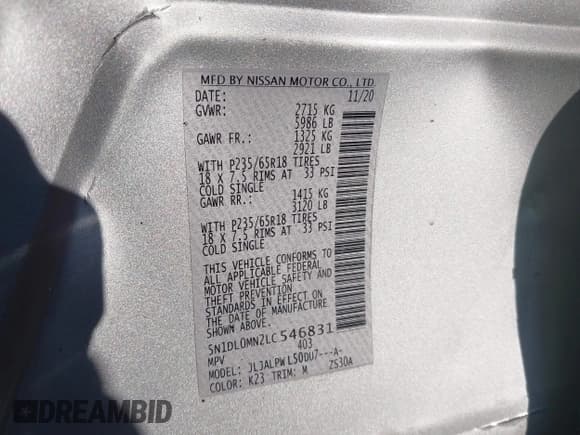 MFD BY NISSAN MOTOR CO., LTD.
DATE: 11/20
GVWR: 2715 KG
5986 LB
GAWR FR.: 1325 KG
2921 LB
WITH P235/65R18 TIRES
18 X 7.5 RIMS AT 33 PSI
COLD SINGLE
GAWR RR.: 1415 KG
3120 LB
WITH P235/65R18 TIRES
18 X 7.5 RIMS AT 33 PSI
COLD SINGLE
THIS VEHICLE CONFORMS TO
ALL APPLICABLE FEDERAL
MOTOR VEHICLE SAFETY AND
THEFT PREVENTION
STANDARDS IN EFFECT ON
THE DATE OF MANUFACTURE
SHOWN ABOVE.
5N1DL0MN2LC546831
MPV 403
MODEL: JLJALPWL50DU7---A-
COLOR: K23 TRIM: M ZS30A
DREAMBID